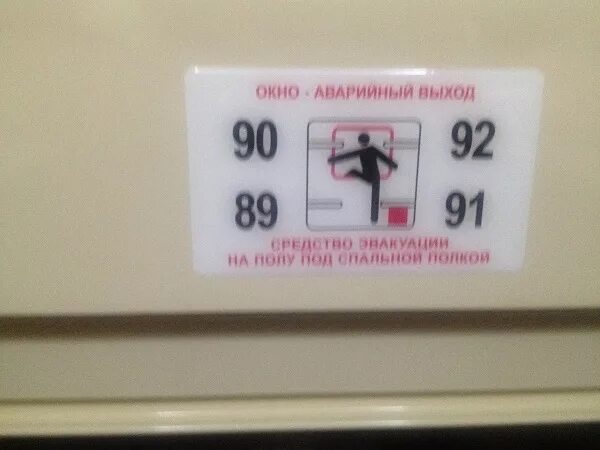 ОКНО - АВАРИЙНЫЙ ВЫХОД
90 92
89 91
СРЕДСТВО ЭВАКУАЦИИ
НА ПОЛУ ПОД СПАЛЬНОЙ ПОЛКОЙ